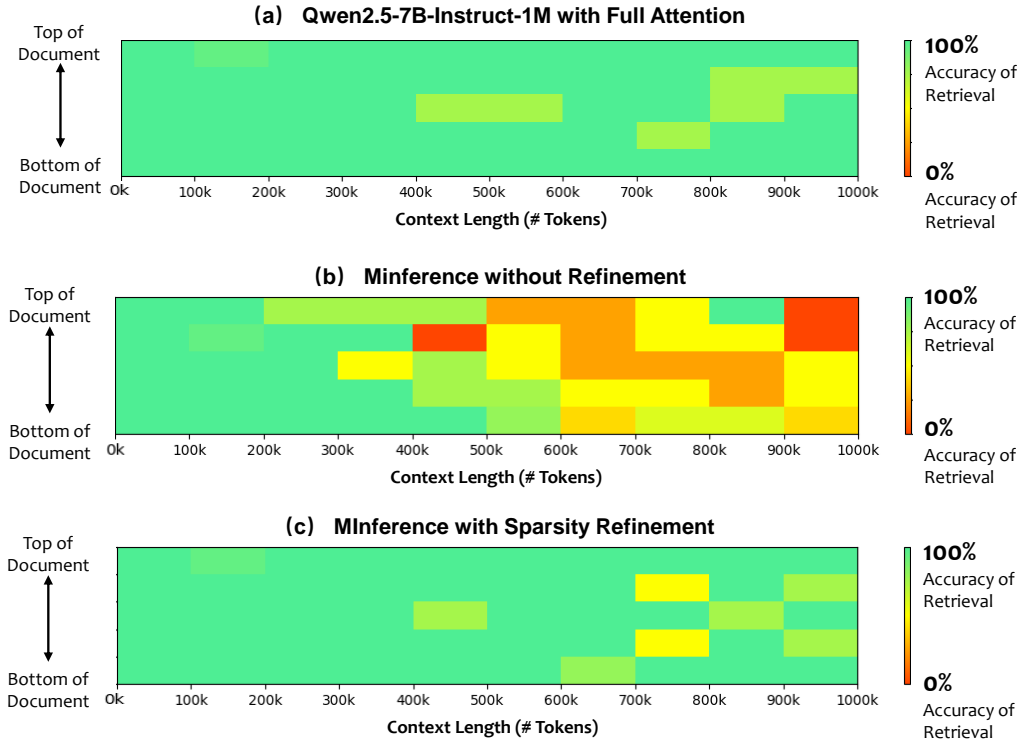 (a) Qwen2.5-7B-Instruct-1M with Full Attention
Top of
Document
Bottom of
Document
0k 100k 200k 300k 400k 500k 600k 700k 800k 900k 1000k
Context Length (# Tokens)
100%
Accuracy of
Retrieval
0%
Accuracy of
Retrieval
(b) Minference without Refinement
Top of
Document
Bottom of
Document
0k 100k 200k 300k 400k 500k 600k 700k 800k 900k 1000k
Context Length (# Tokens)
100%
Accuracy of
Retrieval
0%
Accuracy of
Retrieval
(c) MInference with Sparsity Refinement
Top of
Document
Bottom of
Document
0k 100k 200k 300k 400k 500k 600k 700k 800k 900k 1000k
Context Length (# Tokens)
100%
Accuracy of
Retrieval
0%
Accuracy of
Retrieval